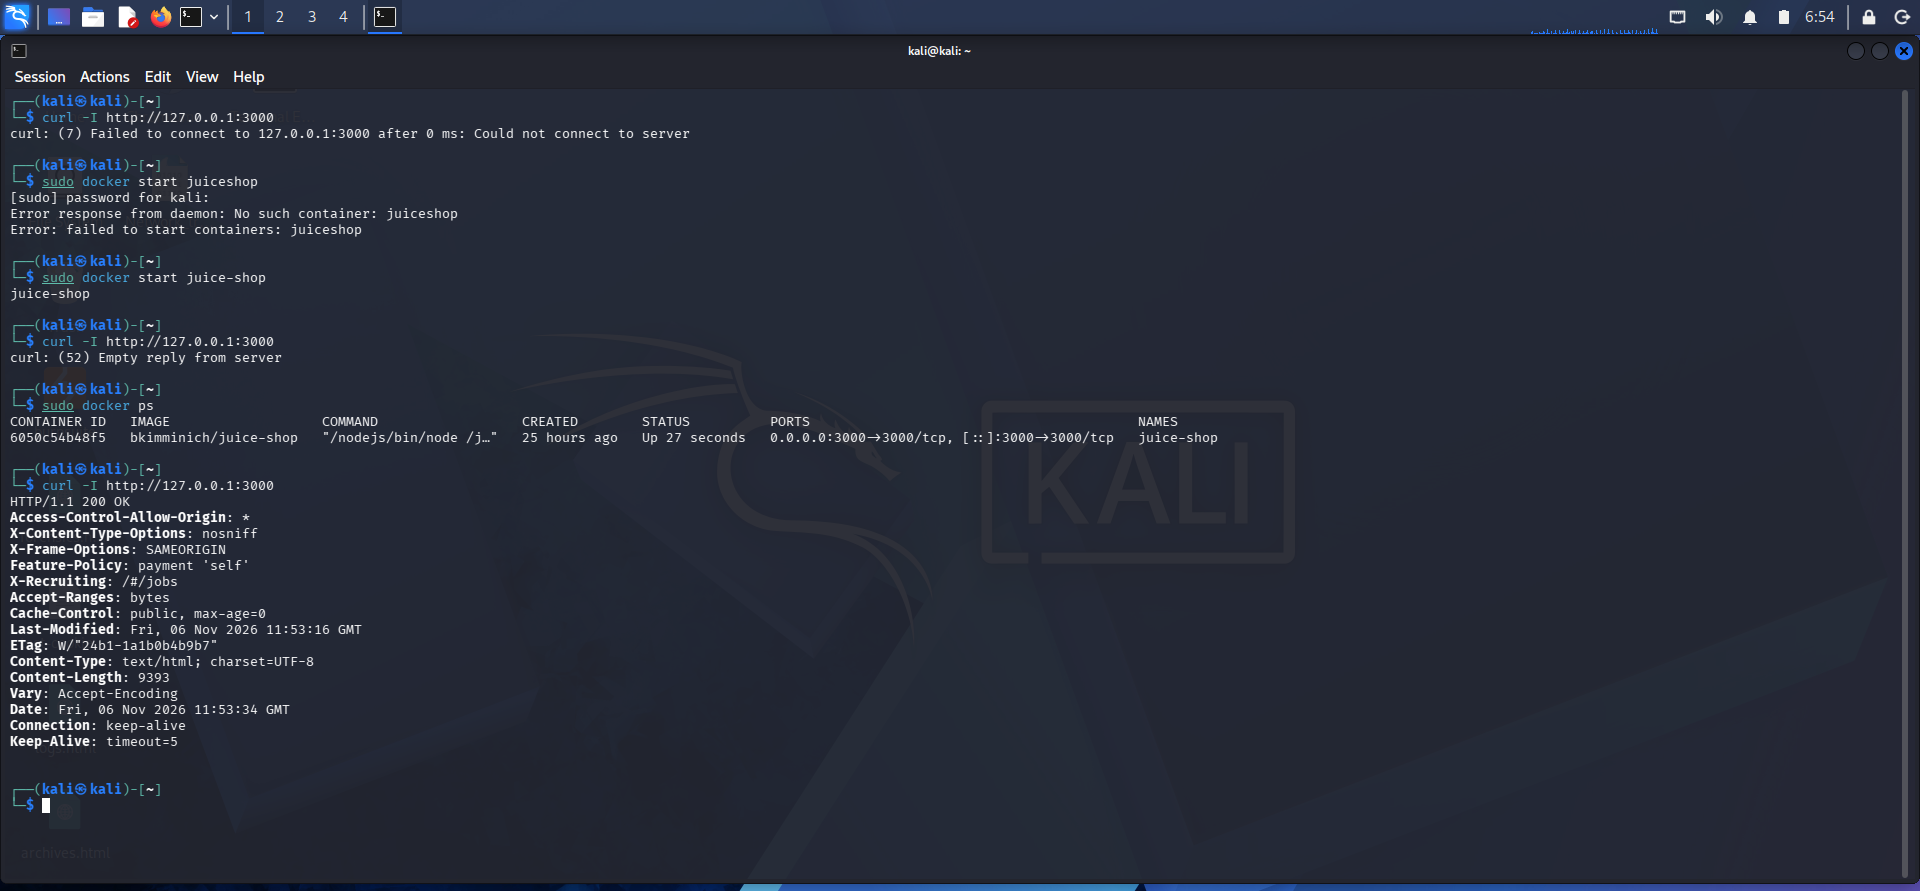 1 2 3 4 6:54
kali@kali: ~
Session Actions Edit View Help
┌──(kali㉿kali)-[~]
└─$ curl -I http://127.0.0.1:3000
curl: (7) Failed to connect to 127.0.0.1:3000 after 0 ms: Could not connect to server
┌──(kali㉿kali)-[~]
└─$ sudo docker start juiceshop
[sudo] password for kali:
Error response from daemon: No such container: juiceshop
Error: failed to start containers: juiceshop
┌──(kali㉿kali)-[~]
└─$ sudo docker start juice-shop
juice-shop
┌──(kali㉿kali)-[~]
└─$ curl -I http://127.0.0.1:3000
curl: (52) Empty reply from server
┌──(kali㉿kali)-[~]
└─$ sudo docker ps
CONTAINER ID IMAGE COMMAND CREATED STATUS PORTS NAMES
6050c54b48f5 bkimminich/juice-shop "/nodejs/bin/node /j…" 25 hours ago Up 27 seconds 0.0.0.0:3000->3000/tcp, [::]:3000->3000/tcp juice-shop
┌──(kali㉿kali)-[~]
└─$ curl -I http://127.0.0.1:3000
HTTP/1.1 200 OK
Access-Control-Allow-Origin: *
X-Content-Type-Options: nosniff
X-Frame-Options: SAMEORIGIN
Feature-Policy: payment 'self'
X-Recruiting: /#/jobs
Accept-Ranges: bytes
Cache-Control: public, max-age=0
Last-Modified: Fri, 06 Nov 2026 11:53:16 GMT
ETag: W/"24b1-1a1b0b4b9b7"
Content-Type: text/html; charset=UTF-8
Content-Length: 9393
Vary: Accept-Encoding
Date: Fri, 06 Nov 2026 11:53:34 GMT
Connection: keep-alive
Keep-Alive: timeout=5
┌──(kali㉿kali)-[~]
└─$
archives.html
KALI